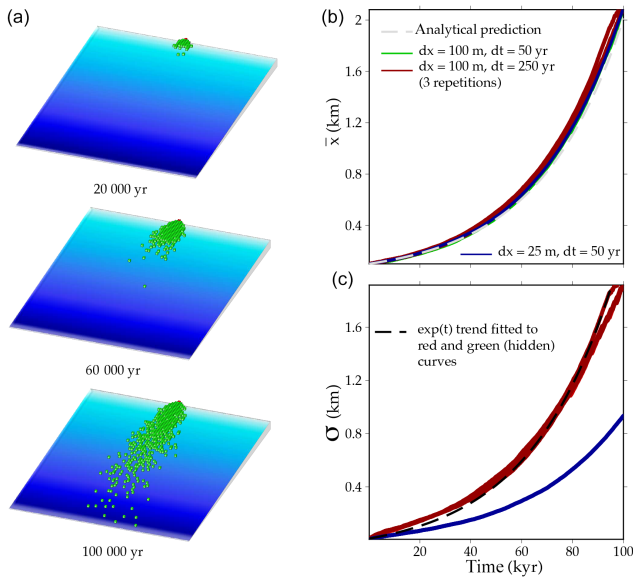 (a)
20 000 yr
60 000 yr
100 000 yr
(b)
Analytical prediction
dx = 100 m, dt = 50 yr
dx = 100 m, dt = 250 yr
(3 repetitions)
2
1.6
1.2
0.8
0.4
x̄ (km)
dx = 25 m, dt = 50 yr
(c)
exp(t) trend fitted to
red and green (hidden)
curves
1.6
1.2
0.8
0.4
σ (km)
20 40 60 80 100
Time (kyr)